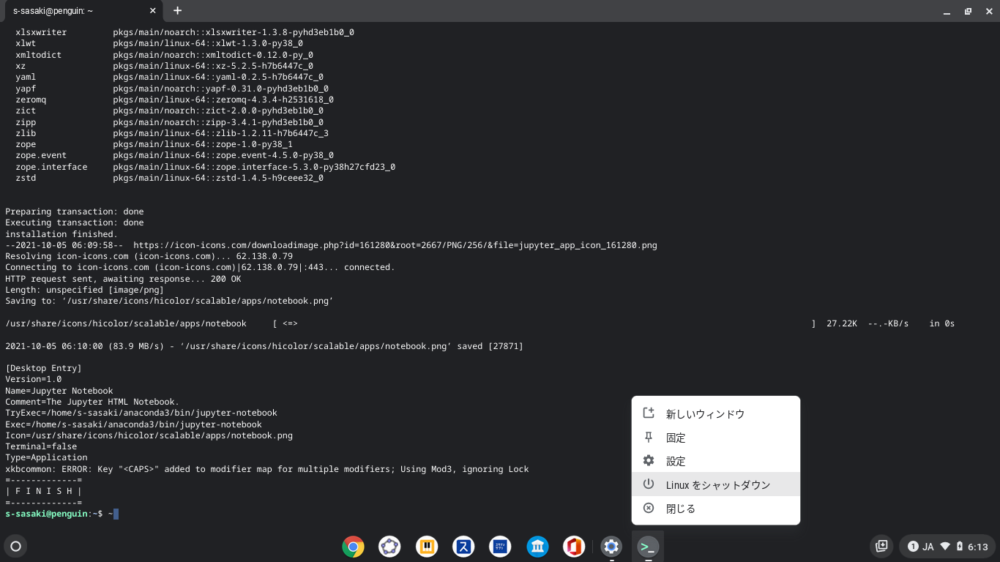 s-sasaki@penguin: ~
xlsxwriter pkgs/main/noarch::xlsxwriter-1.3.8-pyhd3eb1b0_0
xlwt pkgs/main/linux-64::xlwt-1.3.0-py38_0
xmltodict pkgs/main/noarch::xmltodict-0.12.0-py_0
xz pkgs/main/linux-64::xz-5.2.5-h7b6447c_0
yaml pkgs/main/linux-64::yaml-0.2.5-h7b6447c_0
yapf pkgs/main/noarch::yapf-0.31.0-pyhd3eb1b0_0
zeromq pkgs/main/linux-64::zeromq-4.3.4-h2531618_0
zict pkgs/main/noarch::zict-2.0.0-pyhd3eb1b0_0
zipp pkgs/main/noarch::zipp-3.4.1-pyhd3eb1b0_0
zlib pkgs/main/linux-64::zlib-1.2.11-h7b6447c_3
zope pkgs/main/linux-64::zope-1.0-py38_1
zope.event pkgs/main/linux-64::zope.event-4.5.0-py38_0
zope.interface pkgs/main/linux-64::zope.interface-5.3.0-py38h27cfd23_0
zstd pkgs/main/linux-64::zstd-1.4.5-h9ceee32_0
Preparing transaction: done
Executing transaction: done
installation finished.
--2021-10-05 06:09:58-- https://icon-icons.com/downloadimage.php?id=161280&root=2667/PNG/256/&file=jupyter_app_icon_161280.png
Resolving icon-icons.com (icon-icons.com)... 62.138.0.79
Connecting to icon-icons.com (icon-icons.com)|62.138.0.79|:443... connected.
HTTP request sent, awaiting response... 200 OK
Length: unspecified [image/png]
Saving to: ‘/usr/share/icons/hicolor/scalable/apps/notebook.png’
/usr/share/icons/hicolor/scalable/apps/notebook [ <=> ] 27.22K --.-KB/s in 0s
2021-10-05 06:10:00 (83.9 MB/s) - ‘/usr/share/icons/hicolor/scalable/apps/notebook.png’ saved [27871]
[Desktop Entry]
Version=1.0
Name=Jupyter Notebook
Comment=The Jupyter HTML Notebook.
TryExec=/home/s-sasaki/anaconda3/bin/jupyter-notebook
Exec=/home/s-sasaki/anaconda3/bin/jupyter-notebook
Icon=/usr/share/icons/hicolor/scalable/apps/notebook.png
Terminal=false
Type=Application
xkbcommon: ERROR: Key "<CAPS>" added to modifier map for multiple modifiers; Using Mod3, ignoring Lock
=-------------=
| F I N I S H |
=-------------=
s-sasaki@penguin:~$ ~
新しいウィンドウ
固定
設定
Linux をシャットダウン
閉じる
ス
>_
1 JA 6:13